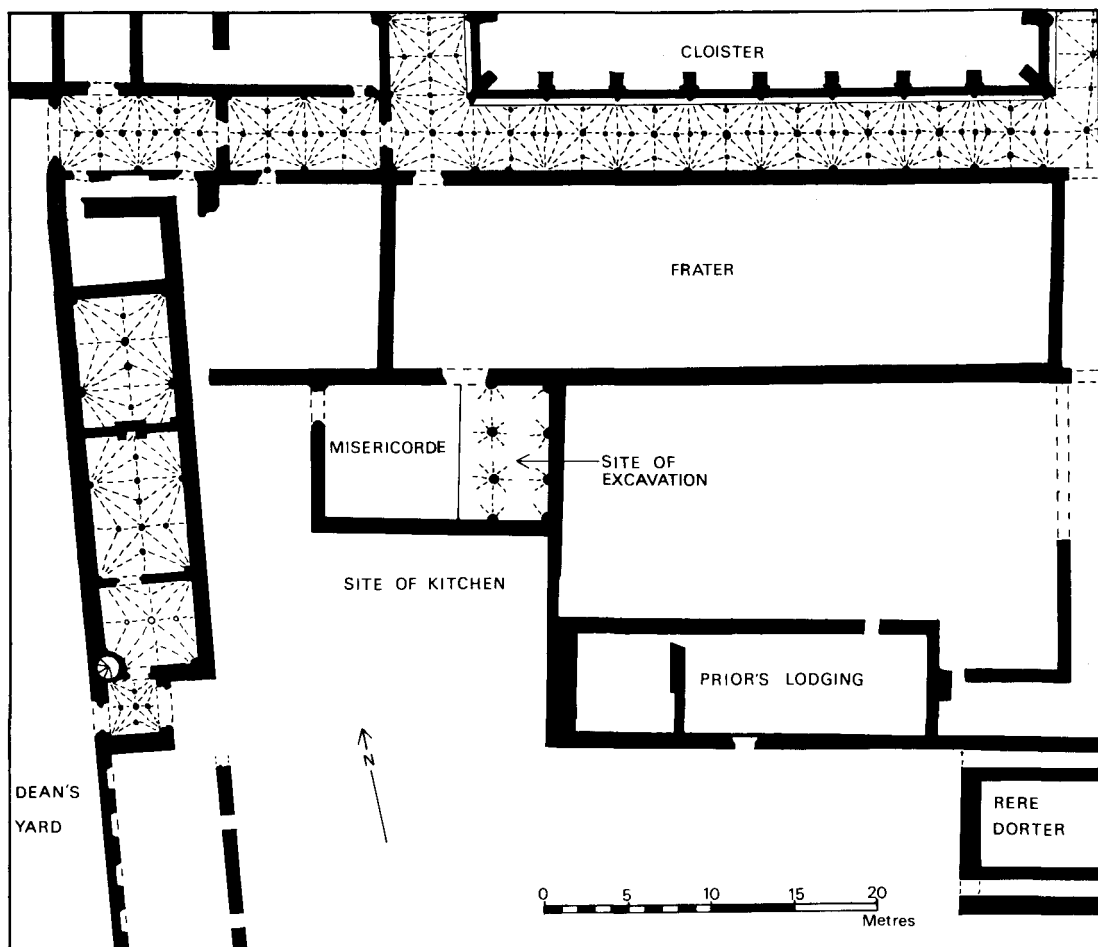 CLOISTER
FRATER
MISERICORDE
SITE OF
EXCAVATION
SITE OF KITCHEN
PRIOR'S LODGING
N
DEAN'S
YARD
RERE
DORTER
0 5 10 15 20
Metres